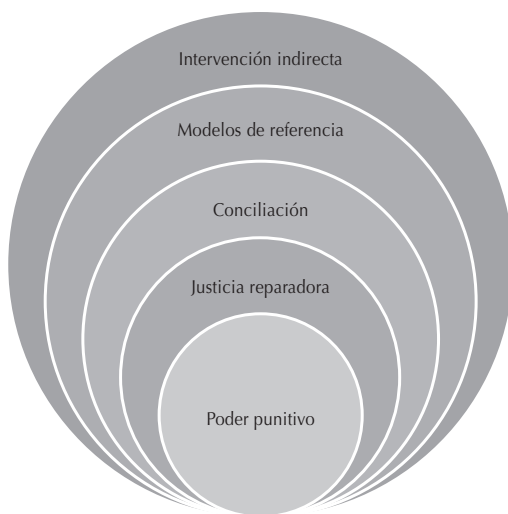 Intervención indirecta
Modelos de referencia
Conciliación
Justicia reparadora
Poder punitivo